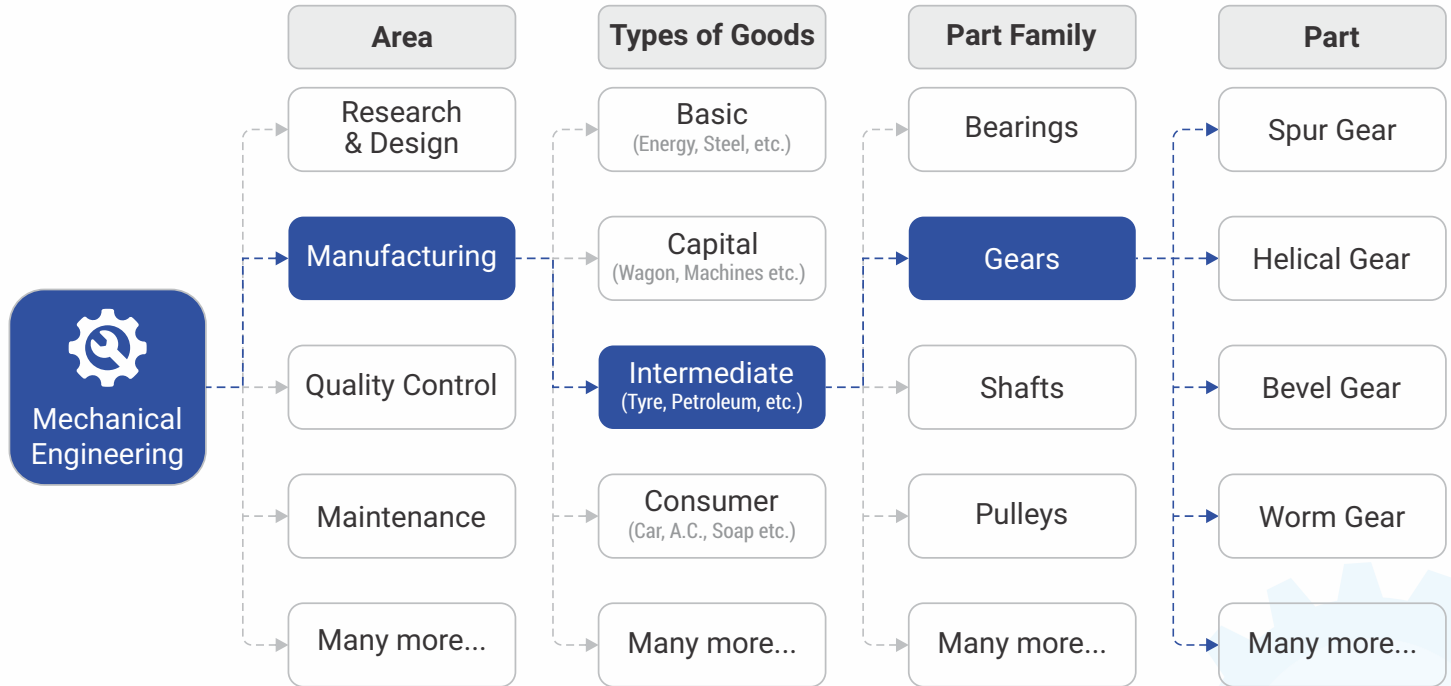 Area
Types of Goods
Part Family
Part
Research
& Design
Basic
(Energy, Steel, etc.)
Bearings
Spur Gear
Manufacturing
Capital
(Wagon, Machines etc.)
Gears
Helical Gear
Mechanical
Engineering
Quality Control
Intermediate
(Tyre, Petroleum, etc.)
Shafts
Bevel Gear
Maintenance
Consumer
(Car, A.C., Soap etc.)
Pulleys
Worm Gear
Many more...
Many more...
Many more...
Many more...